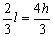 2/3 l = 4h/3